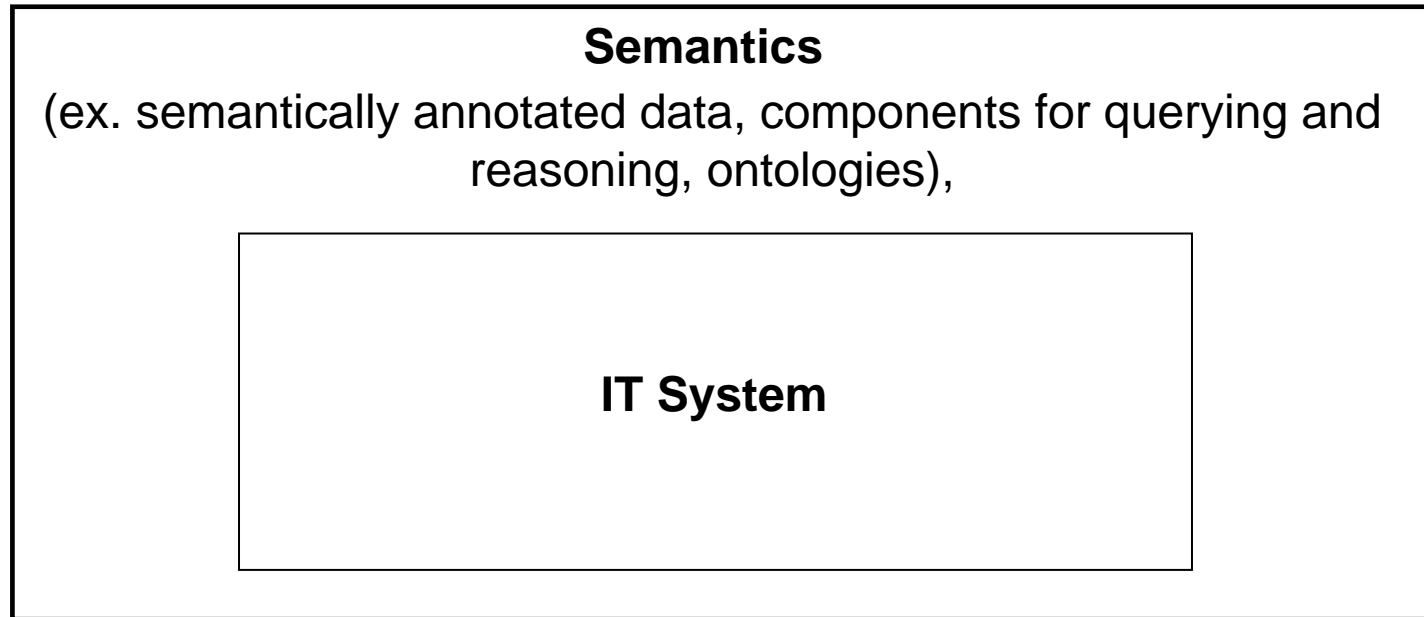 Semantics
(ex. semantically annotated data, components for querying and
reasoning, ontologies),
IT System